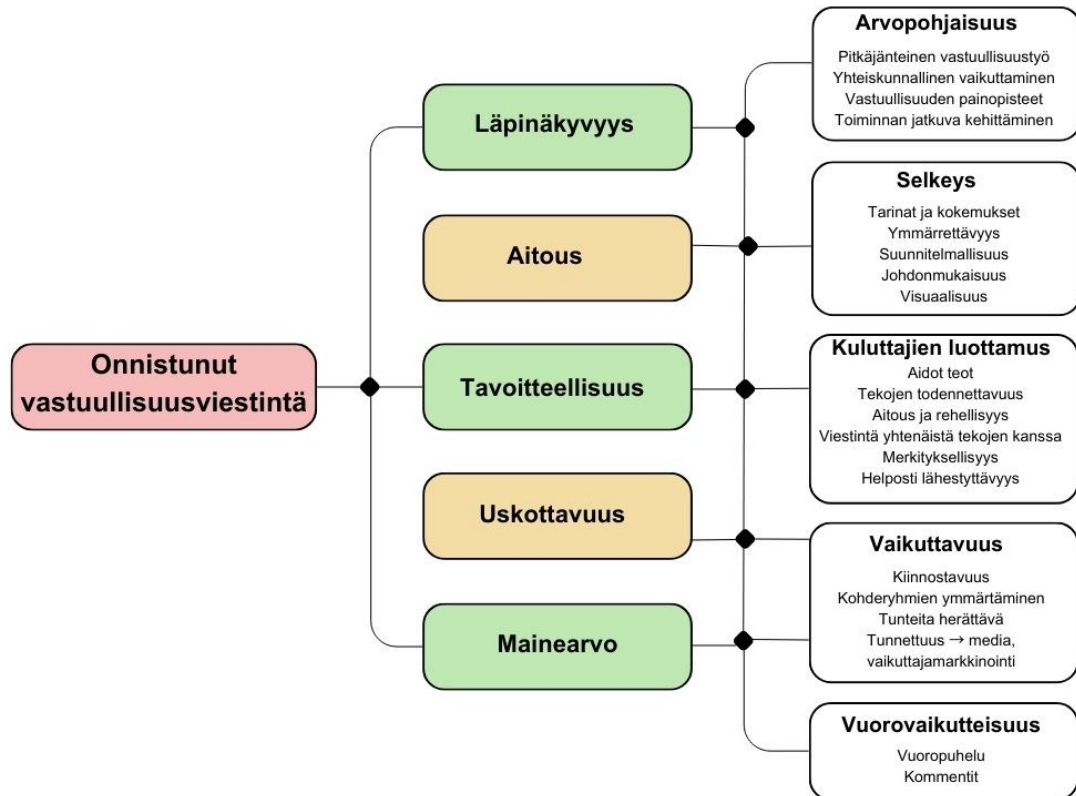 Onnistunut
vastuullisuusviestintä
Läpinäkyvyys
Aitous
Tavoitteellisuus
Uskottavuus
Mainearvo
Arvopohjaisuus
Pitkäjänteinen vastuullisuustyö
Yhteiskunnallinen vaikuttaminen
Vastuullisuuden painopisteet
Toiminnan jatkuva kehittäminen
Selkeys
Tarinat ja kokemukset
Ymmärrettävyys
Suunnitelmallisuus
Johdonmukaisuus
Visuaalisuus
Kuluttajien luottamus
Aidot teot
Tekojen todennettavuus
Aitous ja rehellisyys
Viestintä yhtenäistä tekojen kanssa
Merkityksellisyys
Helposti lähestyttävyys
Vaikuttavuus
Kiinnostavuus
Kohderyhmien ymmärtäminen
Tunteita herättävä
Tunnettuus → media,
vaikuttajamarkkinointi
Vuorovaikutteisuus
Vuoropuhelu
Kommentit